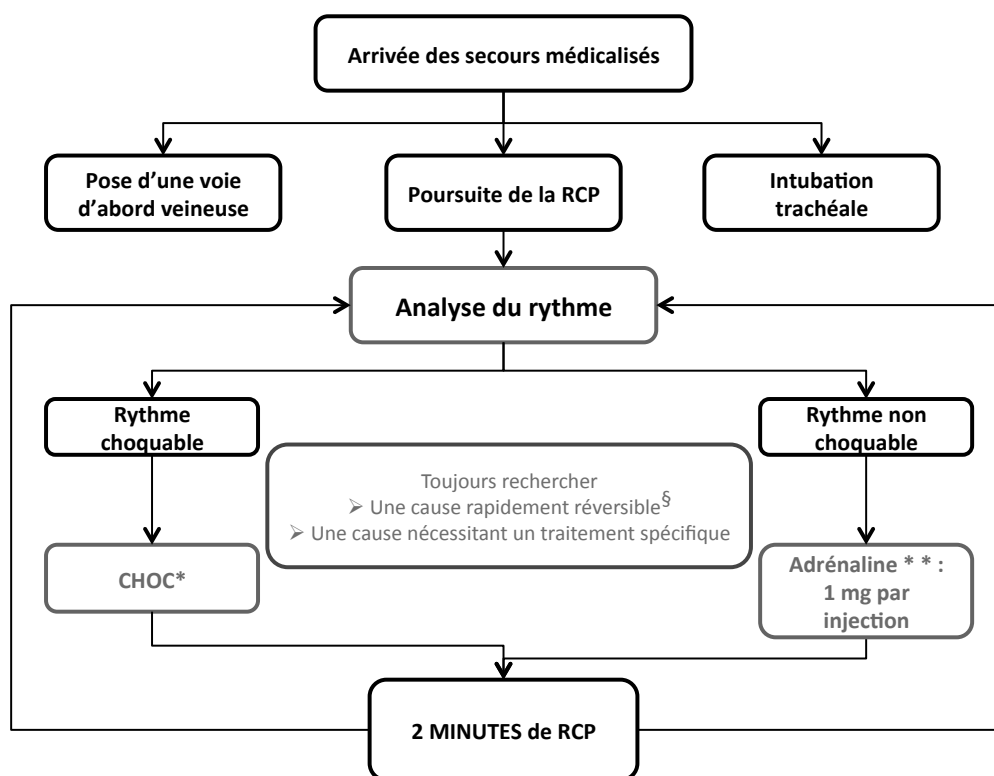 Arrivée des secours médicalisés
Pose d’une voie
d’abord veineuse
Poursuite de la RCP
Intubation
trachéale
Analyse du rythme
Rythme
choquable
Rythme non
choquable
Toujours rechercher
➢ Une cause rapidement réversible§
➢ Une cause nécessitant un traitement spécifique
CHOC*
Adrénaline * * :
1 mg par
injection
2 MINUTES de RCP